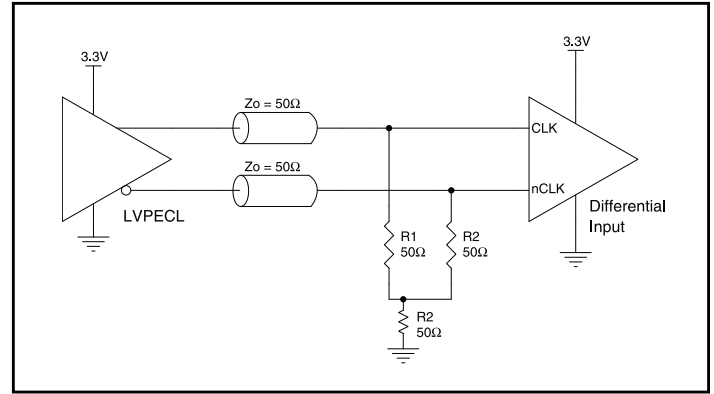 3.3V
3.3V
Zo = 50Ω
CLK
Zo = 50Ω
nCLK
LVPECL
Differential
Input
R1
50Ω
R2
50Ω
R2
50Ω